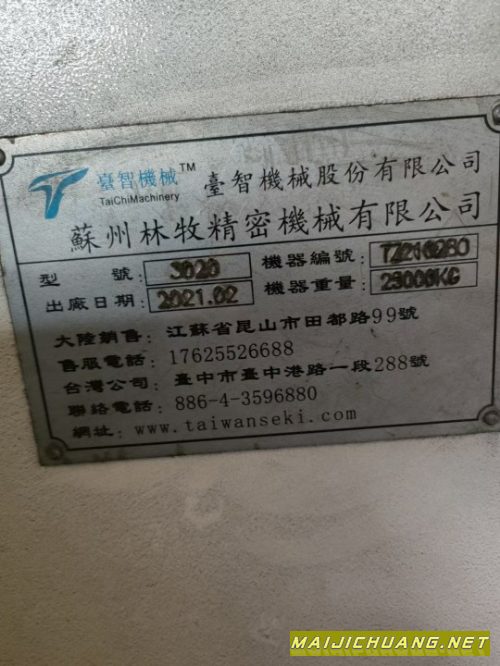 臺智機械™
TaiChiMachinery
臺智機械股份有限公司
蘇州林牧精密機械有限公司
型 號: 3020 機器編號: TZ210280
出廠日期: 2021.02 機器重量: 23000KG
大陸銷售: 江蘇省昆山市田都路99號
售服電話: 17625526688
台灣公司: 臺中市臺中港路一段288號
聯絡電話: 886-4-3596880
網址: www.taiwanseki.com
MAIJICHUANG.NET